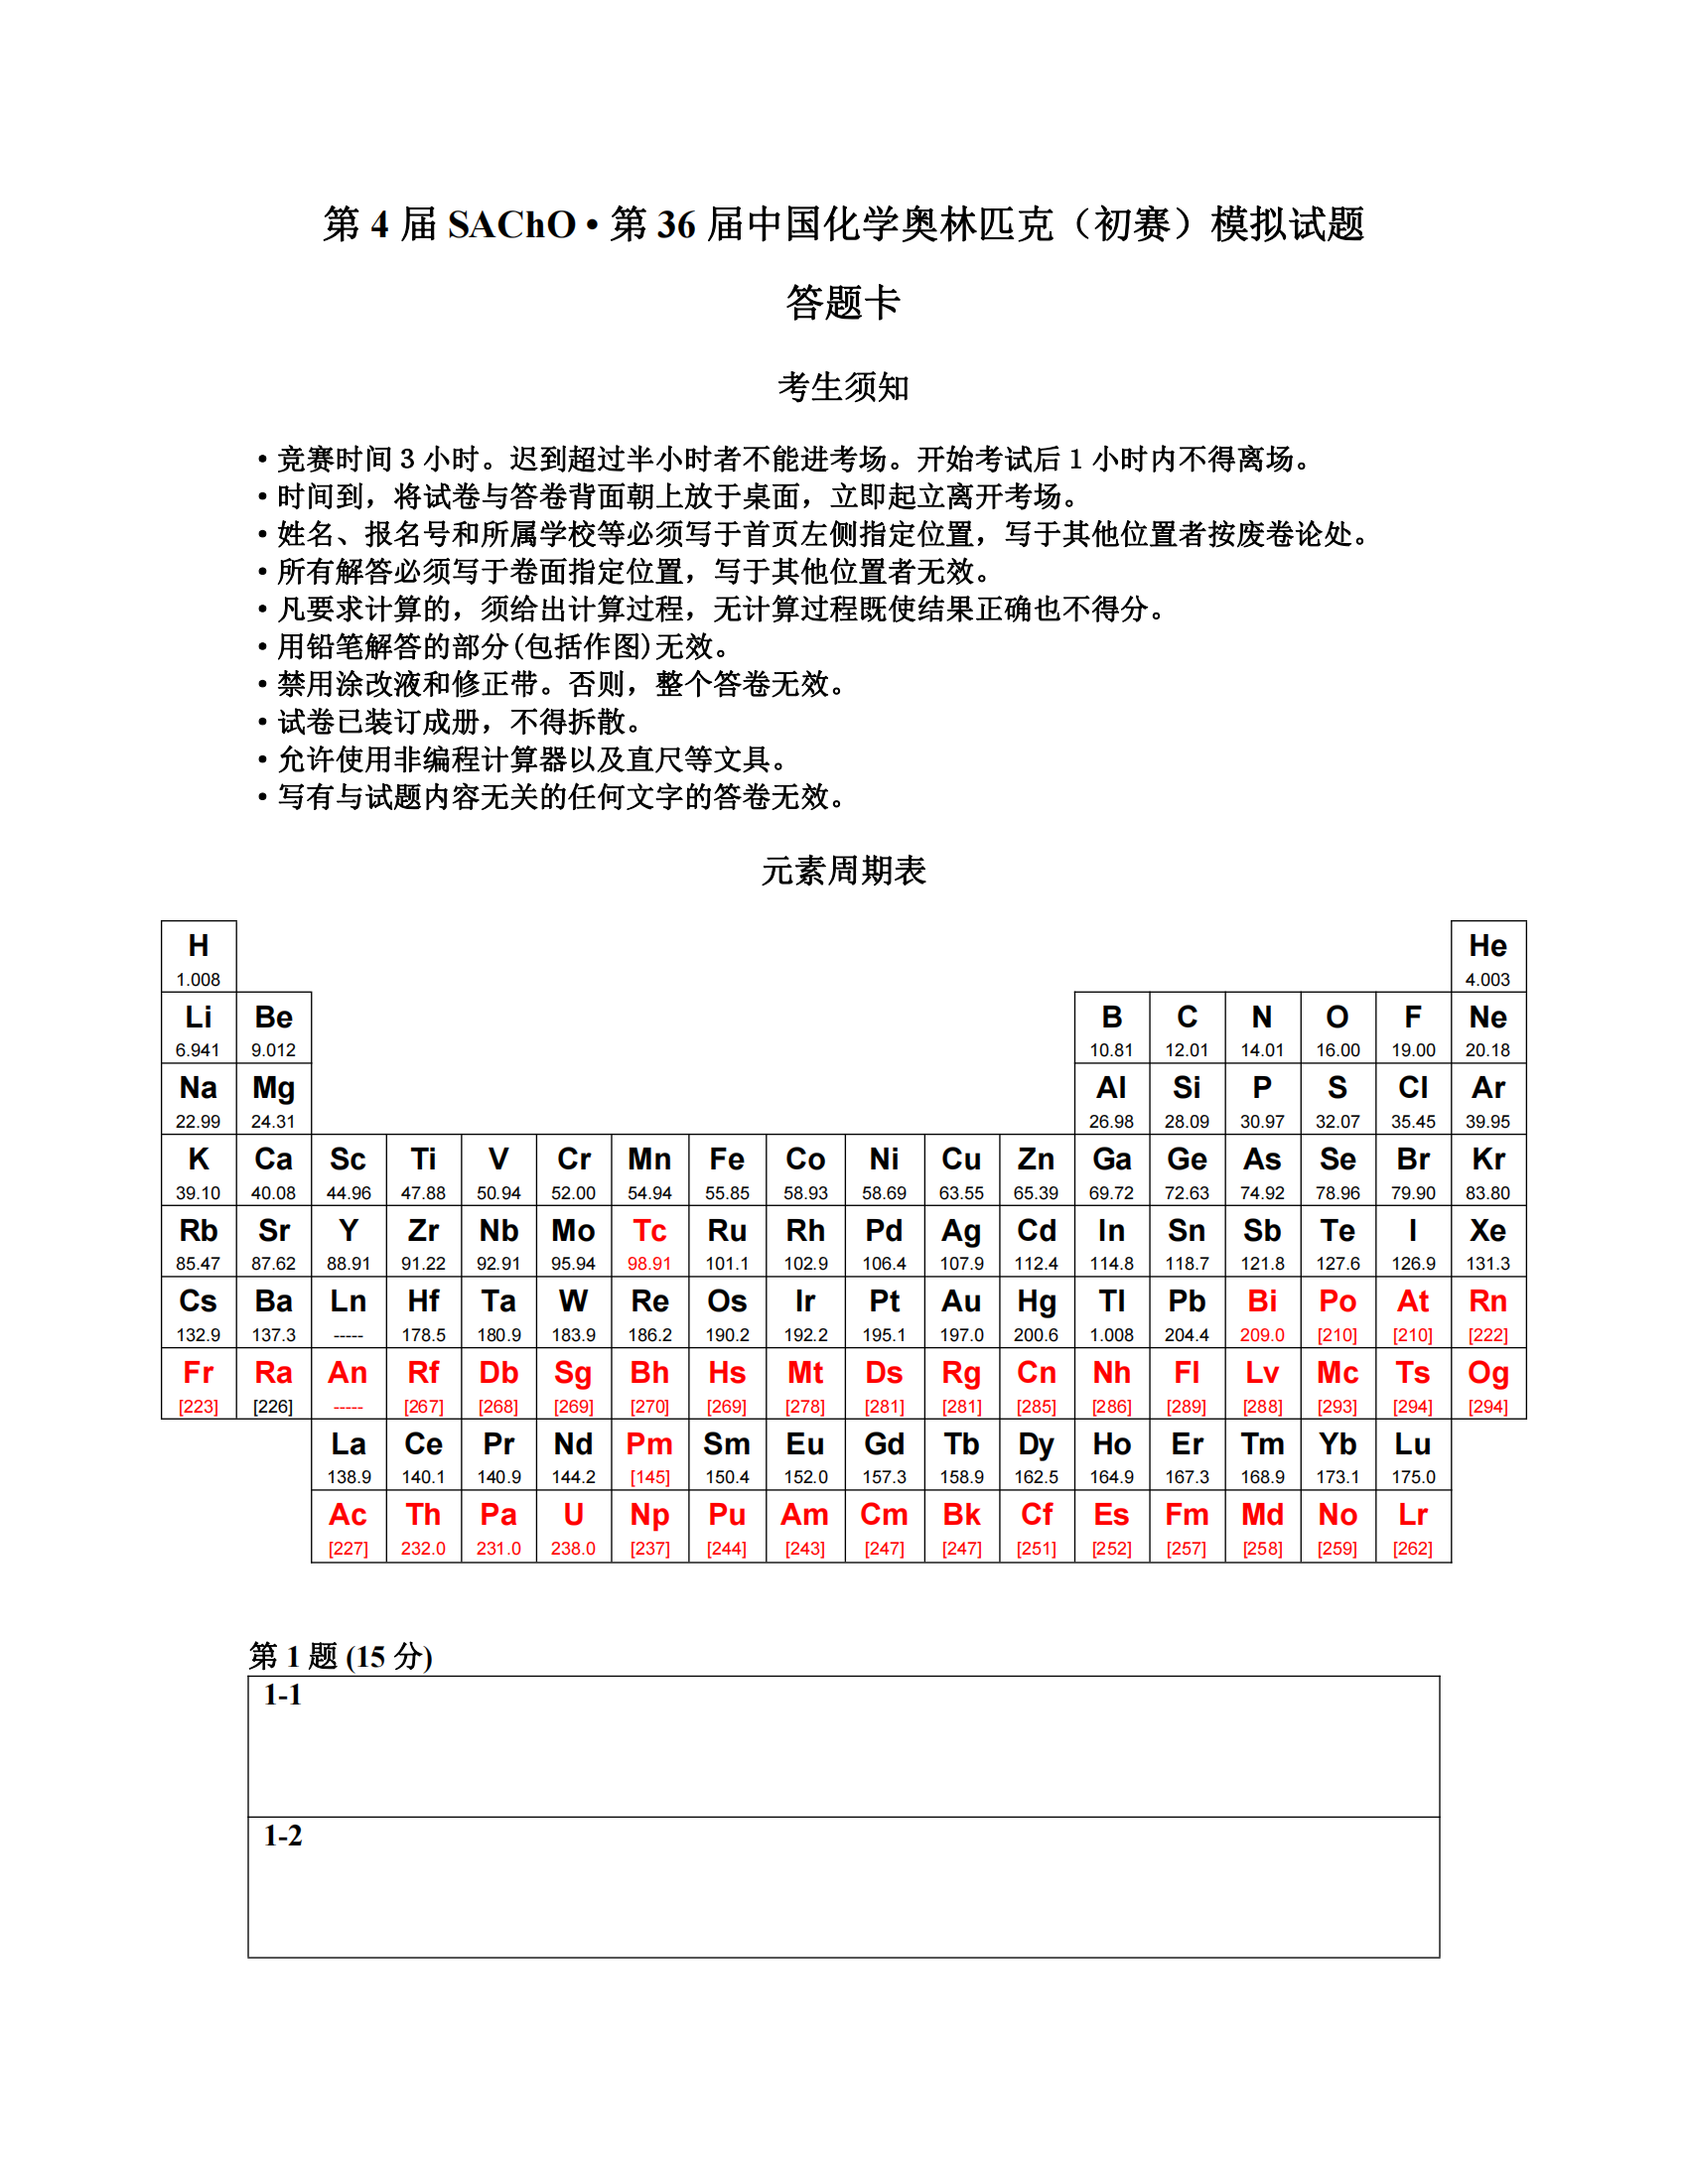 第 4 届 SAChO • 第 36 届中国化学奥林匹克（初赛）模拟试题
答题卡
考生须知
• 竞赛时间 3 小时。迟到超过半小时者不能进考场。开始考试后 1 小时内不得离场。
• 时间到，将试卷与答卷背面朝上放于桌面，立即起立离开考场。
• 姓名、报名号和所属学校等必须写于首页左侧指定位置，写于其他位置者按废卷论处。
• 所有解答必须写于卷面指定位置，写于其他位置者无效。
• 凡要求计算的，须给出计算过程，无计算过程既使结果正确也不得分。
• 用铅笔解答的部分(包括作图)无效。
• 禁用涂改液和修正带。否则，整个答卷无效。
• 试卷已装订成册，不得拆散。
• 允许使用非编程计算器以及直尺等文具。
• 写有与试题内容无关的任何文字的答卷无效。
元素周期表
H He
1.008 4.003
Li Be B C N O F Ne
6.941 9.012 10.81 12.01 14.01 16.00 19.00 20.18
Na Mg Al Si P S Cl Ar
22.99 24.31 26.98 28.09 30.97 32.07 35.45 39.95
K Ca Sc Ti V Cr Mn Fe Co Ni Cu Zn Ga Ge As Se Br Kr
39.10 40.08 44.96 47.88 50.94 52.00 54.94 55.85 58.93 58.69 63.55 65.39 69.72 72.63 74.92 78.96 79.90 83.80
Rb Sr Y Zr Nb Mo Tc Ru Rh Pd Ag Cd In Sn Sb Te I Xe
85.47 87.62 88.91 91.22 92.91 95.94 98.91 101.1 102.9 106.4 107.9 112.4 114.8 118.7 121.8 127.6 126.9 131.3
Cs Ba Ln Hf Ta W Re Os Ir Pt Au Hg Tl Pb Bi Po At Rn
132.9 137.3 ----- 178.5 180.9 183.9 186.2 190.2 192.2 195.1 197.0 200.6 1.008 204.4 209.0 [210] [210] [222]
Fr Ra An Rf Db Sg Bh Hs Mt Ds Rg Cn Nh Fl Lv Mc Ts Og
[223] [226] ----- [267] [268] [269] [270] [269] [278] [281] [281] [285] [286] [289] [288] [293] [294] [294]
La Ce Pr Nd Pm Sm Eu Gd Tb Dy Ho Er Tm Yb Lu
138.9 140.1 140.9 144.2 [145] 150.4 152.0 157.3 158.9 162.5 164.9 167.3 168.9 173.1 175.0
Ac Th Pa U Np Pu Am Cm Bk Cf Es Fm Md No Lr
[227] 232.0 231.0 238.0 [237] [244] [243] [247] [247] [251] [252] [257] [258] [259] [262]
第 1 题 (15 分)
1-1
1-2